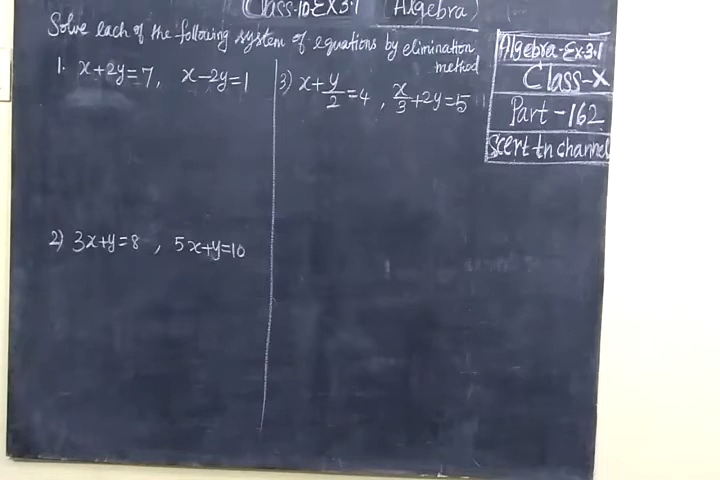 Class-10 EX3.1 (Algebra)
Solve each of the following system of equations by elimination
method
1. x+2y=7, x-2y=1
2) 3x+y=8 , 5x+y=10
3) x+y/2=4 , x/3+2y=5
Algebra-Ex3.1
Class-X
Part-162
Scert tn channel